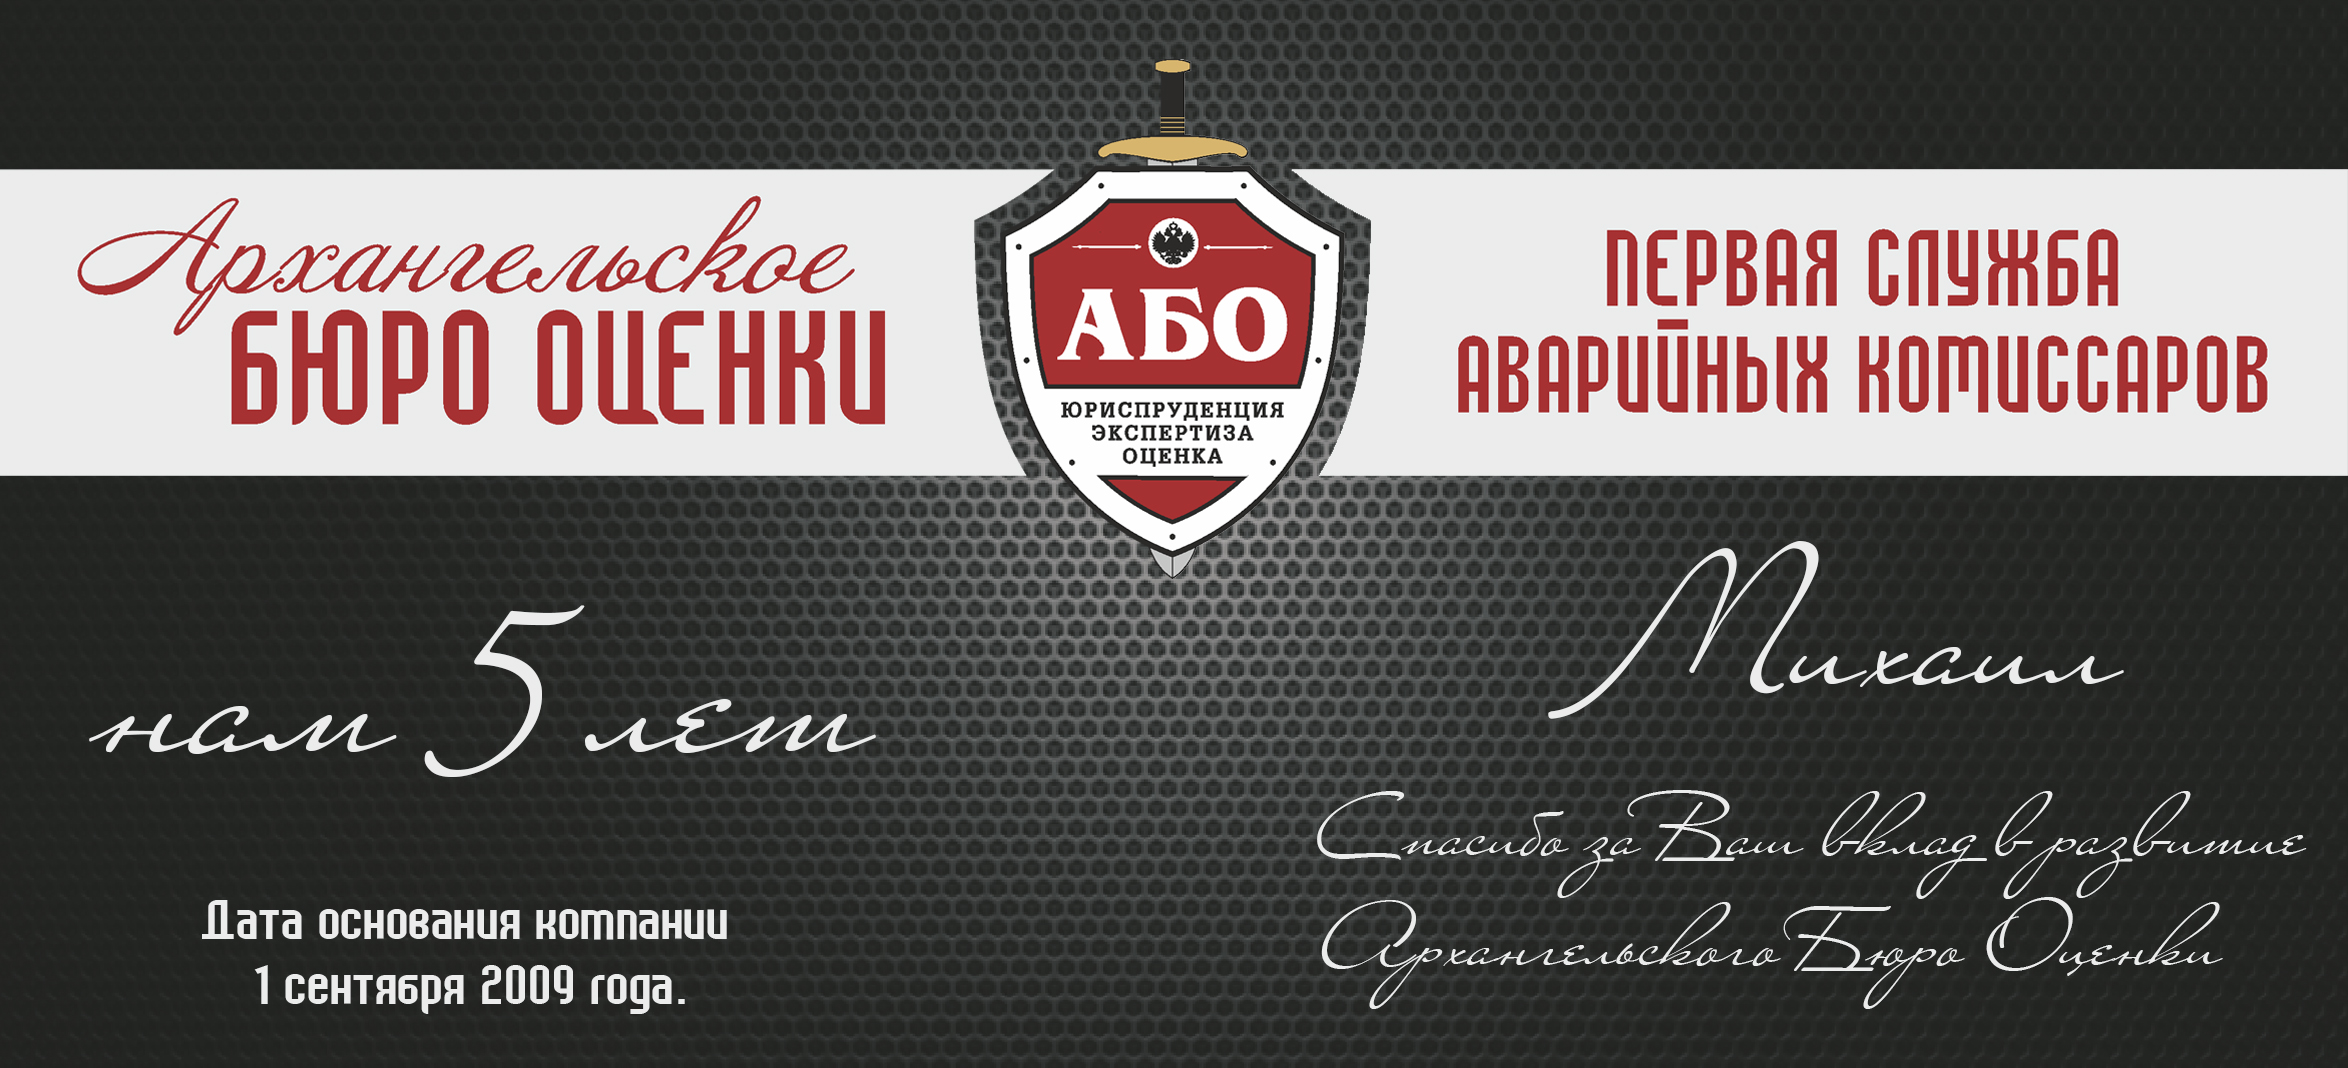 Архангельское
БЮРО ОЦЕНКИ
АБО
ЮРИСПРУДЕНЦИЯ
ЭКСПЕРТИЗА
ОЦЕНКА
ПЕРВАЯ СЛУЖБА
АВАРИЙНЫХ КОМИССАРОВ
нам 5 лет
Дата основания компании
1 сентября 2009 года.
Михаил
Спасибо за Ваш вклад в развитие
Архангельского Бюро Оценки